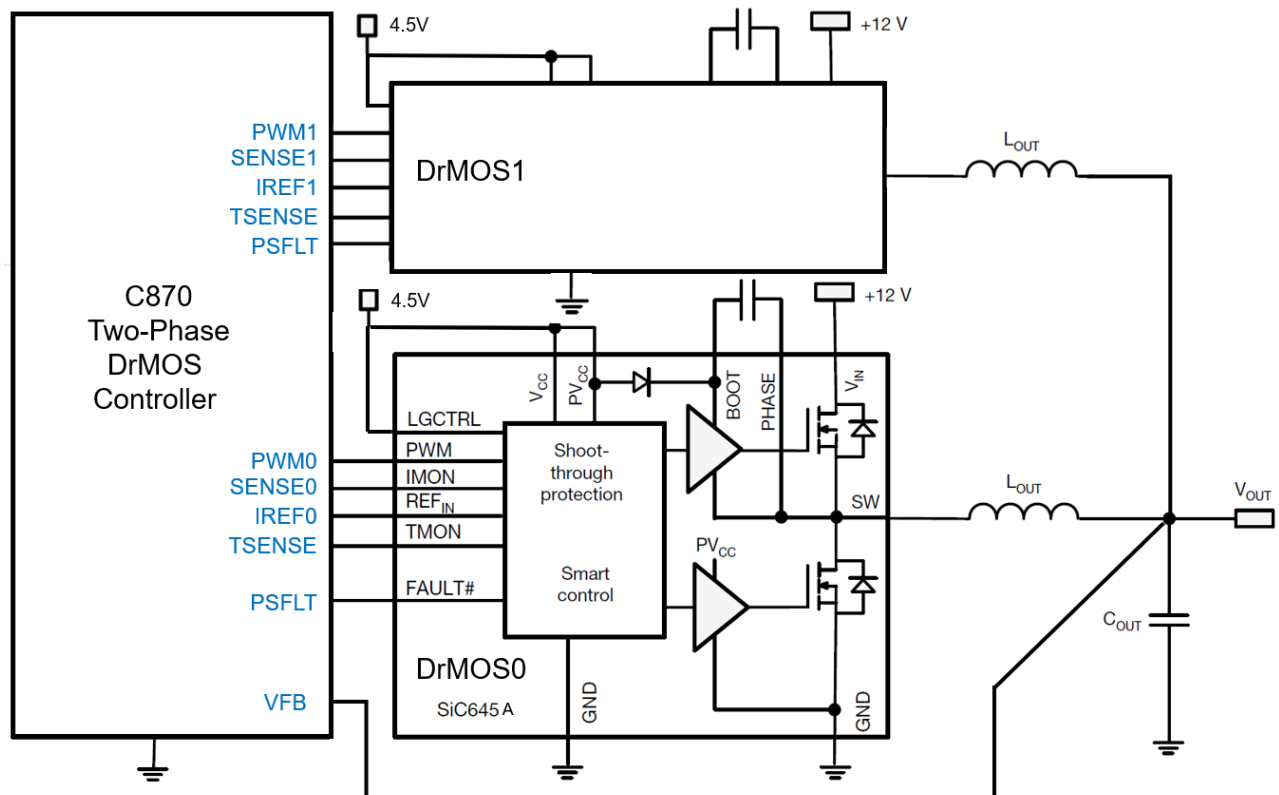 4.5V
+12 V
PWM1
SENSE1
IREF1
TSENSE
PSFLT
DrMOS1
LOUT
C870
Two-Phase
DrMOS
Controller
4.5V
+12 V
VCC
PVCC
BOOT
PHASE
VIN
LGCTRL
PWM
IMON
REFIN
TMON
FAULT#
Shoot-
through
protection
Smart
control
PWM0
SENSE0
IREF0
TSENSE
PSFLT
VFB
SW
LOUT
VOUT
PVCC
COUT
DrMOS0
SiC645A
GND
GND